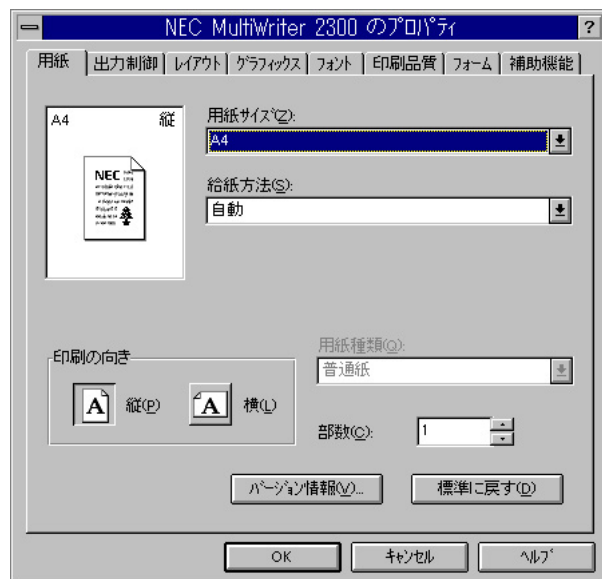 NEC MultiWriter 2300 のﾌﾟﾛﾊﾟﾃｨ ?
用紙 出力制御 ﾚｲｱｳﾄ ｸﾞﾗﾌｨｯｸｽ ﾌｫﾝﾄ 印刷品質 ﾌｫｰﾑ 補助機能
A4 縦
NEC
用紙ｻｲｽﾞ(Z):
A4
給紙方法(S):
自動
印刷の向き
A 縦(P) A 横(L)
用紙種類(Q):
普通紙
部数(C): 1
ﾊﾞｰｼﾞｮﾝ情報(V)... 標準に戻す(D)
OK ｷｬﾝｾﾙ ﾍﾙﾌﾟ